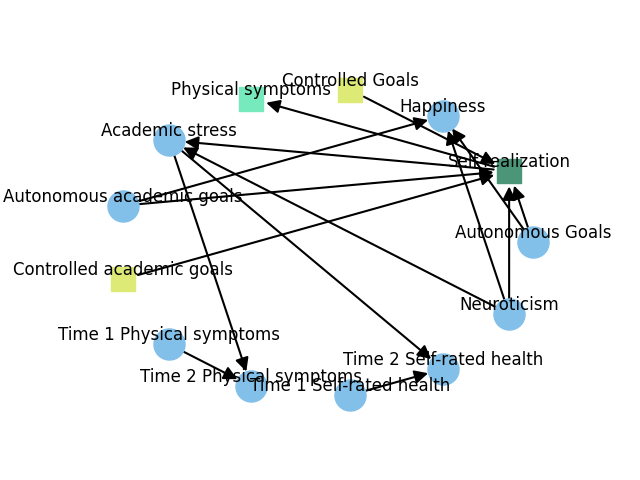 Controlled Goals
Physical symptoms
Happiness
Academic stress
Self-realization
Autonomous academic goals
Autonomous Goals
Controlled academic goals
Neuroticism
Time 1 Physical symptoms
Time 2 Self-rated health
Time 2 Physical symptoms
Time 1 Self-rated health